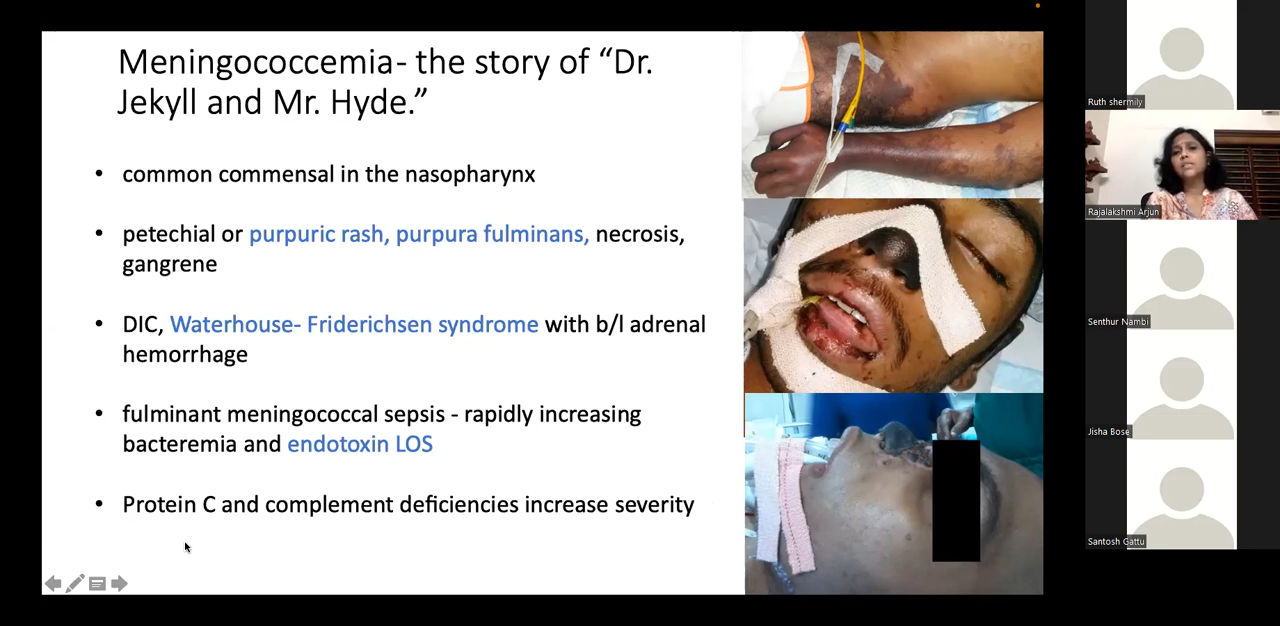 Meningococcemia- the story of “Dr.
Jekyll and Mr. Hyde.”
• common commensal in the nasopharynx
• petechial or purpuric rash, purpura fulminans, necrosis,
gangrene
• DIC, Waterhouse- Friderichsen syndrome with b/l adrenal
hemorrhage
• fulminant meningococcal sepsis - rapidly increasing
bacteremia and endotoxin LOS
• Protein C and complement deficiencies increase severity
Ruth shermily
Rajalakshmi Arjun
Senthur Nambi
Jisha Bose
Santosh Gattu